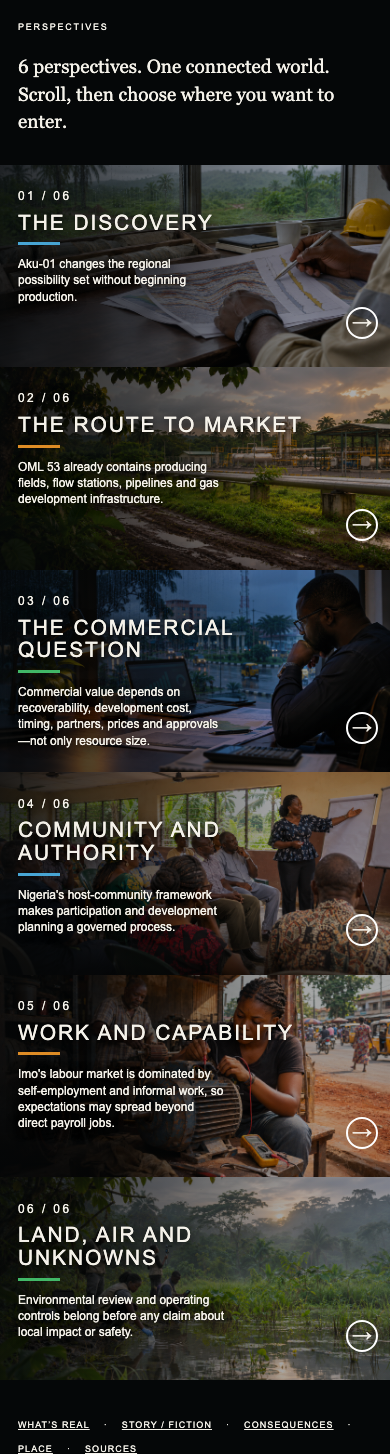 PERSPECTIVES
6 perspectives. One connected world.
Scroll, then choose where you want to
enter.
01 / 06
THE DISCOVERY
Aku-01 changes the regional
possibility set without beginning
production.
02 / 06
THE ROUTE TO MARKET
OML 53 already contains producing
fields, flow stations, pipelines and gas
development infrastructure.
03 / 06
THE COMMERCIAL
QUESTION
Commercial value depends on
recoverability, development cost,
timing, partners, prices and approvals
—not only resource size.
04 / 06
COMMUNITY AND
AUTHORITY
Nigeria's host-community framework
makes participation and development
planning a governed process.
05 / 06
WORK AND CAPABILITY
Imo's labour market is dominated by
self-employment and informal work, so
expectations may spread beyond
direct payroll jobs.
06 / 06
LAND, AIR AND
UNKNOWNS
Environmental review and operating
controls belong before any claim about
local impact or safety.
WHAT'S REAL · STORY / FICTION · CONSEQUENCES ·
PLACE · SOURCES